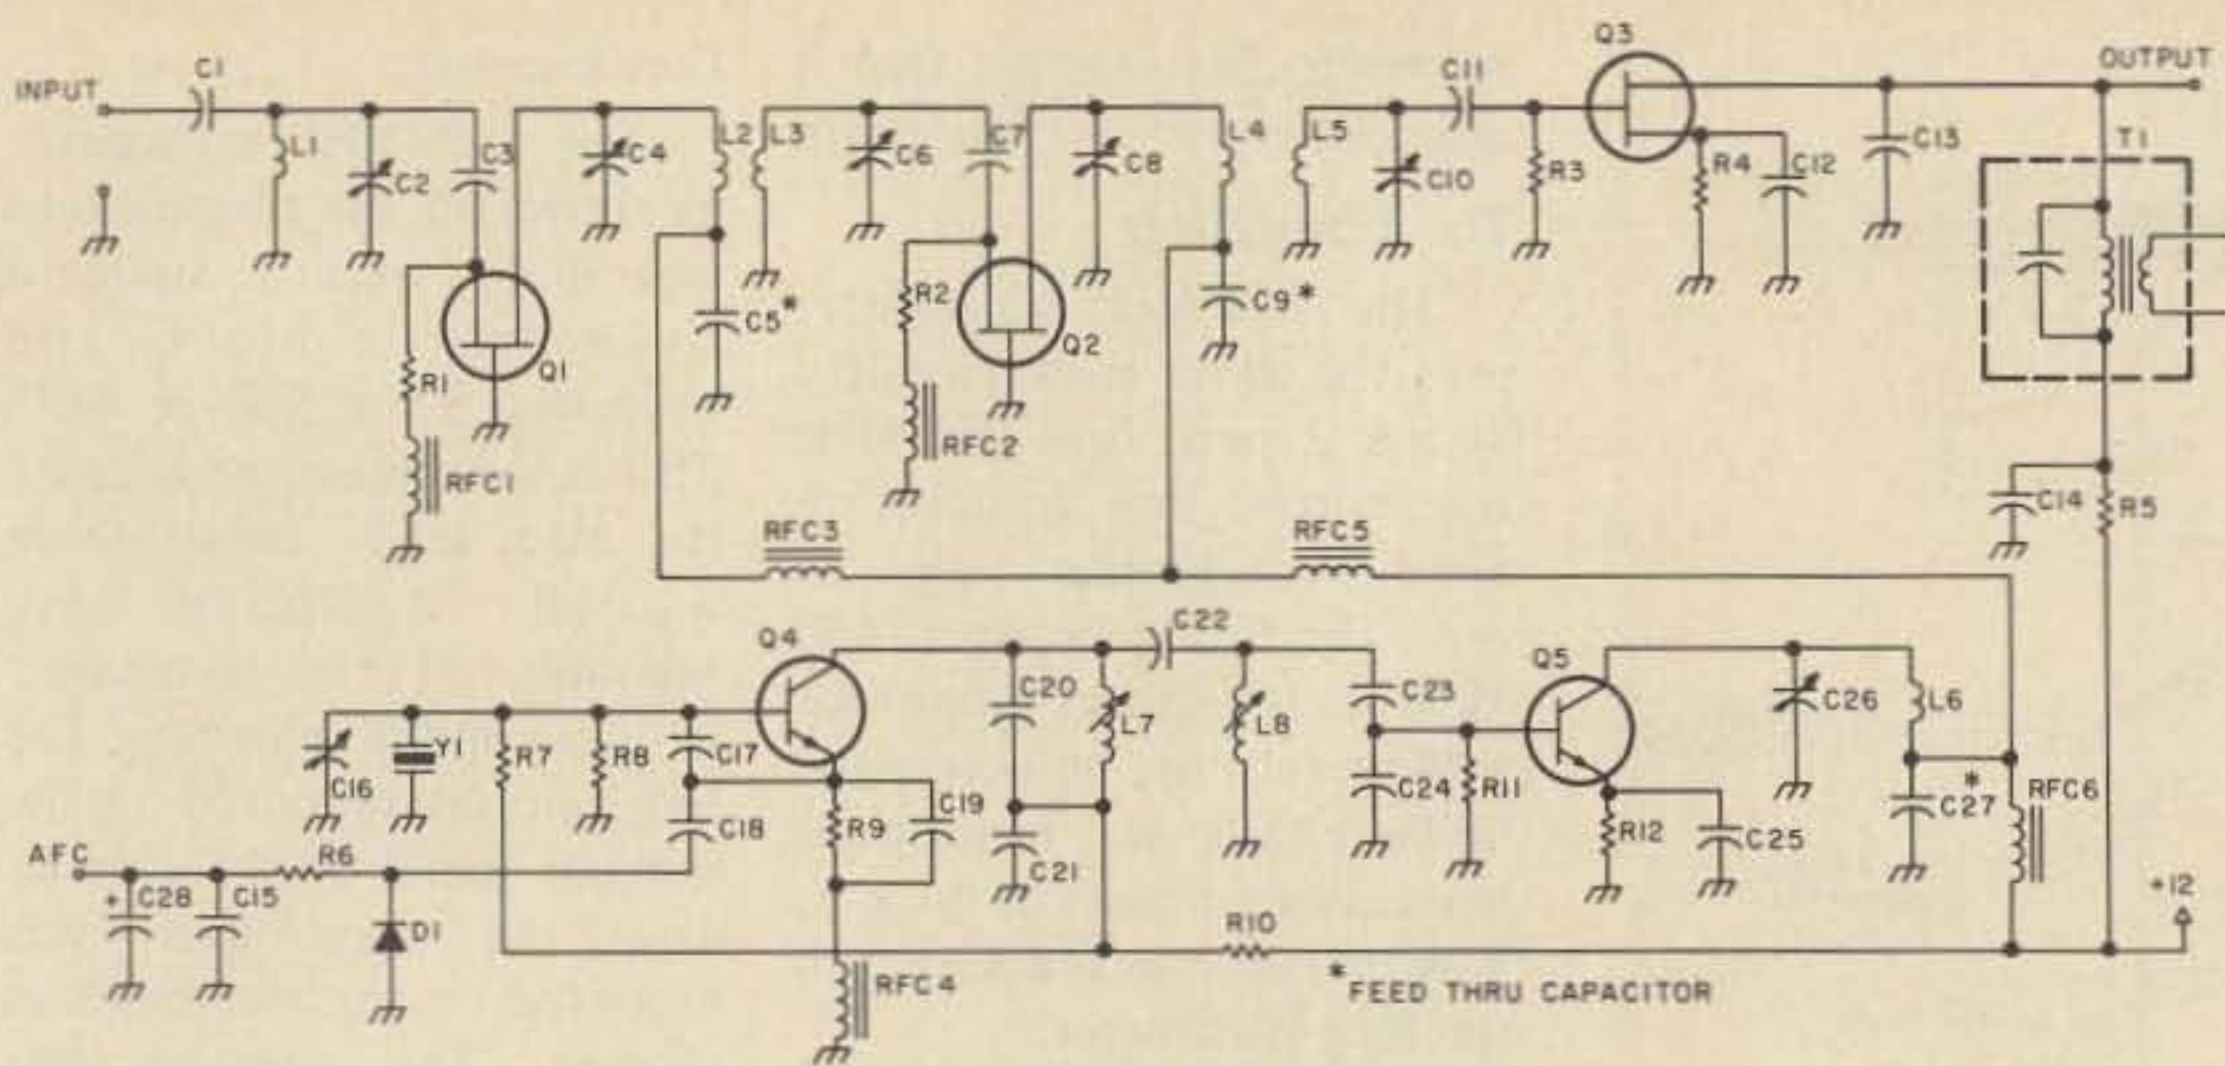 INPUT
C1
L1
C2
C3
C4
L2
L3
C6
C7
C8
L4
L5
C10
C11
R3
Q3
R4
C12
C13
OUTPUT
T1
R1
Q1
RFC1
C5*
R2
Q2
RFC2
C9*
C14
R5
RFC3
RFC5
Q4
C20
L7
C22
L8
C23
Q5
C26
L6
C16
Y1
R7
R8
C17
C18
R9
C19
C21
C24
R11
R12
C25
*
C27
RFC6
AFC
+
C28
C15
R6
D1
RFC4
R10
+12
*FEED THRU CAPACITOR